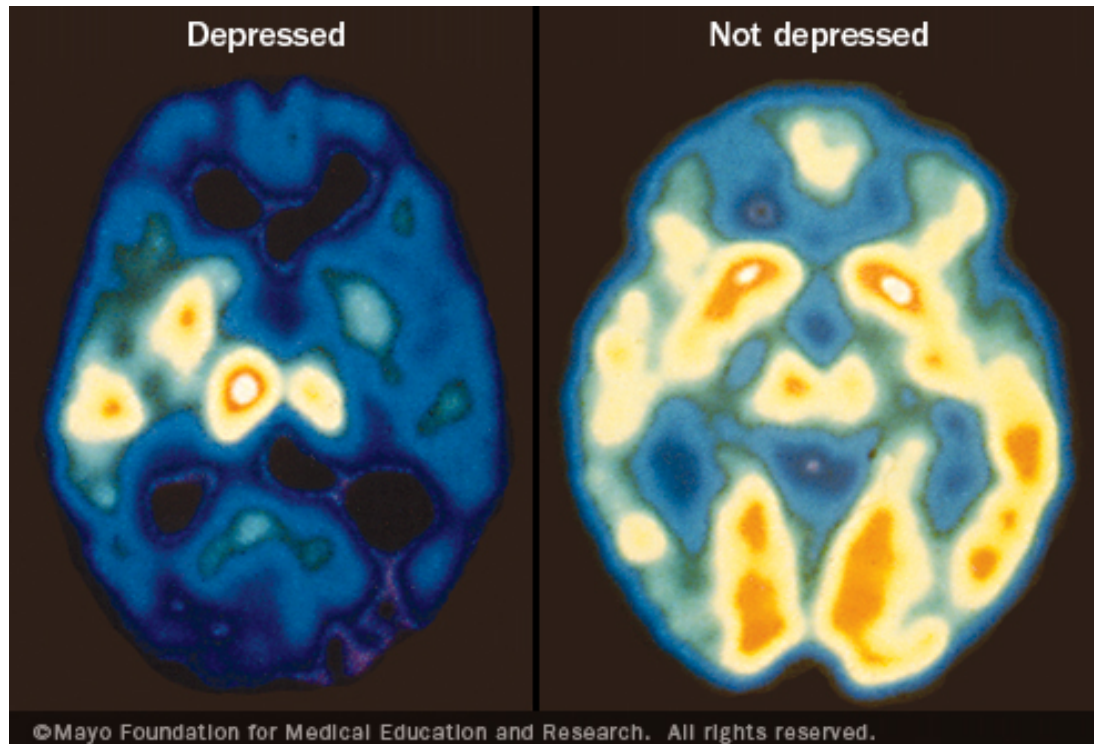 Depressed
Not depressed
©Mayo Foundation for Medical Education and Research. All rights reserved.